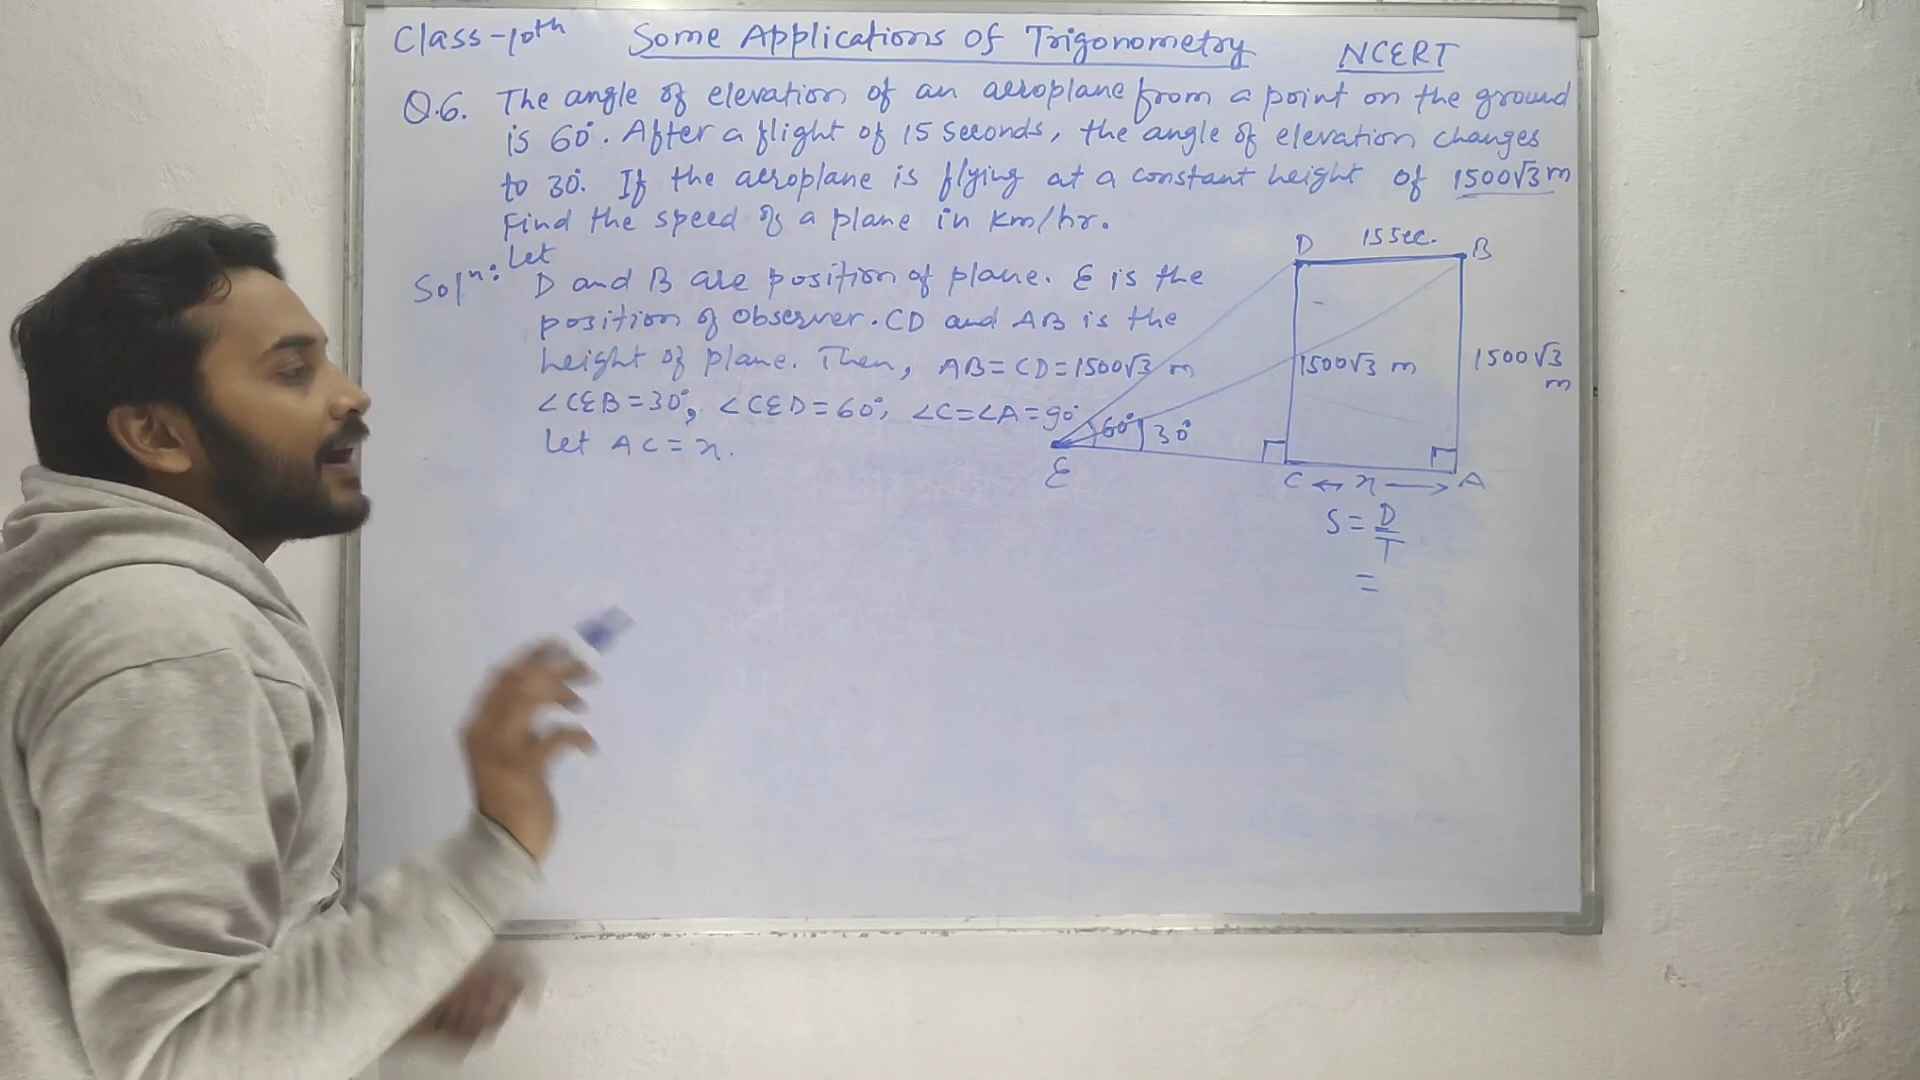 Class-10th Some Applications of Trigonometry NCERT
Q.6. The angle of elevation of an aeroplane from a point on the ground
is 60°. After a flight of 15 seconds, the angle of elevation changes
to 30°. If the aeroplane is flying at a constant height of 1500√3 m
Find the speed of a plane in km/hr.
Solⁿ: Let
D and B are position of plane. E is the
position of observer. CD and AB is the
height of plane. Then, AB = CD = 1500√3 m
∠CEB = 30°, ∠CED = 60°, ∠C = ∠A = 90°
Let AC = x.
D 15 Sec. B
1500√3 m 1500√3 m
60° 30°
E C ↔ x → A
S = D/T
=